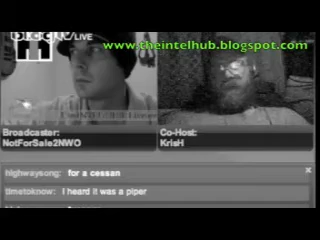 /LIVE
www.theintelhub.blogspot.com
Broadcaster:
NotForSale2NWO
Co-Host:
KrisH
highwaysong: for a cessan
timetoknow: I heard it was a piper